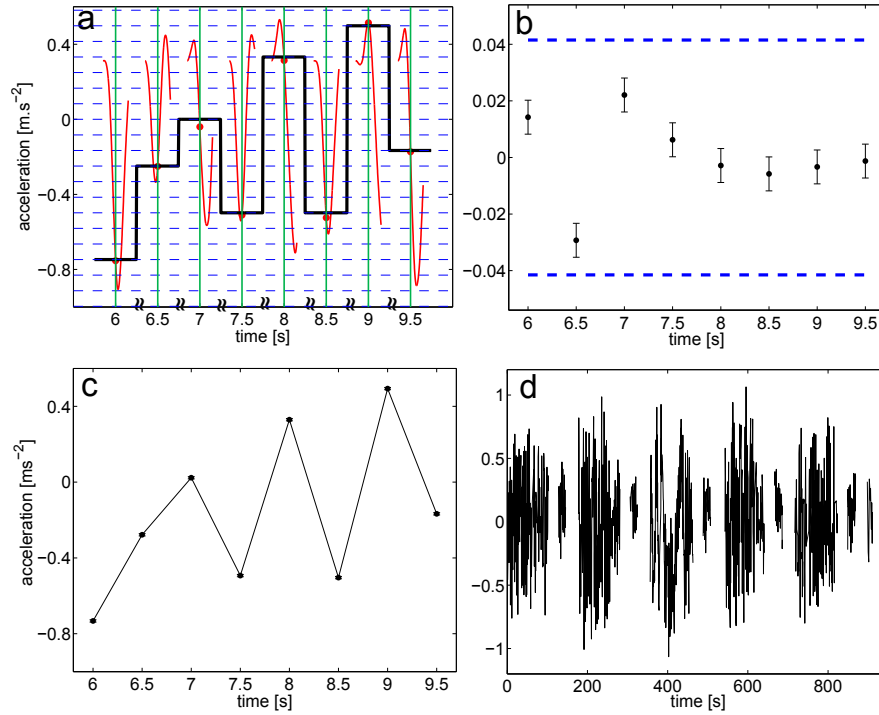 a
acceleration [m.s⁻²]
0.4
0
−0.4
−0.8
6 6.5 7 7.5 8 8.5 9 9.5
time [s]
b
0.04
0.02
0
−0.02
−0.04
6 6.5 7 7.5 8 8.5 9 9.5
time [s]
c
acceleration [ms⁻²]
0.4
0
−0.4
−0.8
6 6.5 7 7.5 8 8.5 9 9.5
time [s]
d
1
0.5
0
−0.5
−1
0 200 400 600 800
time [s]